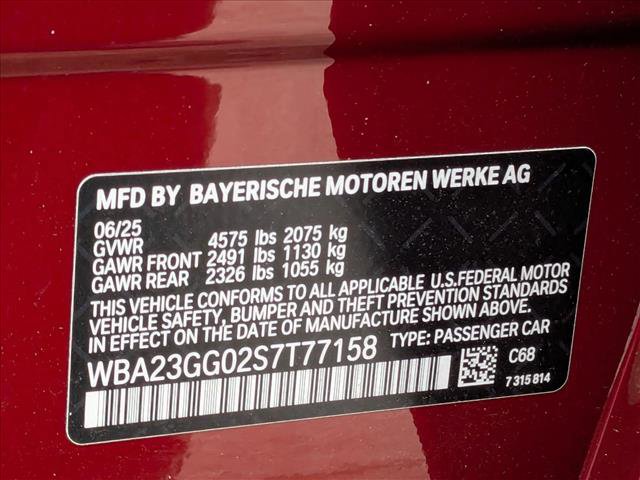 MFD BY BAYERISCHE MOTOREN WERKE AG
06/25
GVWR 4575 lbs 2075 kg
GAWR FRONT 2491 lbs 1130 kg
GAWR REAR 2326 lbs 1055 kg
THIS VEHICLE CONFORMS TO ALL APPLICABLE U.S.FEDERAL MOTOR
VEHICLE SAFETY, BUMPER AND THEFT PREVENTION STANDARDS
IN EFFECT ON THE DATE OF MANUFACTURE SHOWN ABOVE.
WBA23GG02S7T77158 TYPE: PASSENGER CAR
C68
7 315 814